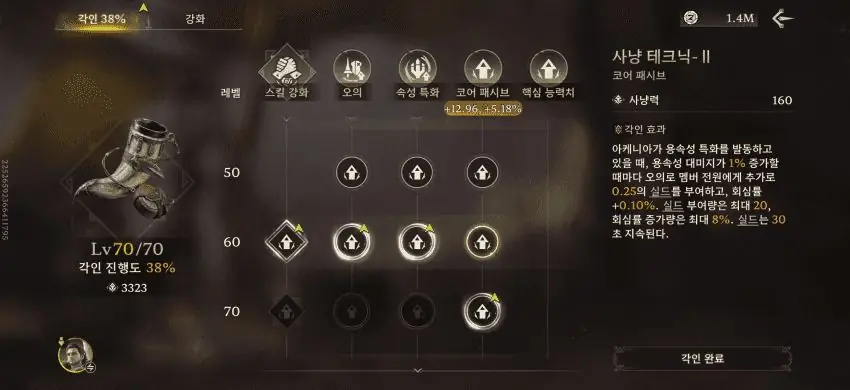 각인 38%
강화
1.4M
레벨
스킬 강화
오의
속성 특화
코어 패시브
핵심 능력치
+12.96, +5.18%
50
60
70
Lv70/70
각인 진행도 38%
3323
22526592366411795
사냥 테크닉-Ⅱ
코어 패시브
사냥력 160
각인 효과
아케니아가 용속성 특화를 발동하고
있을 때, 용속성 대미지가 1% 증가할
때마다 오의로 멤버 전원에게 추가로
0.25의 실드를 부여하고, 회심률
+0.10%. 실드 부여량은 최대 20,
회심률 증가량은 최대 8%. 실드는 30
초 지속된다.
각인 완료